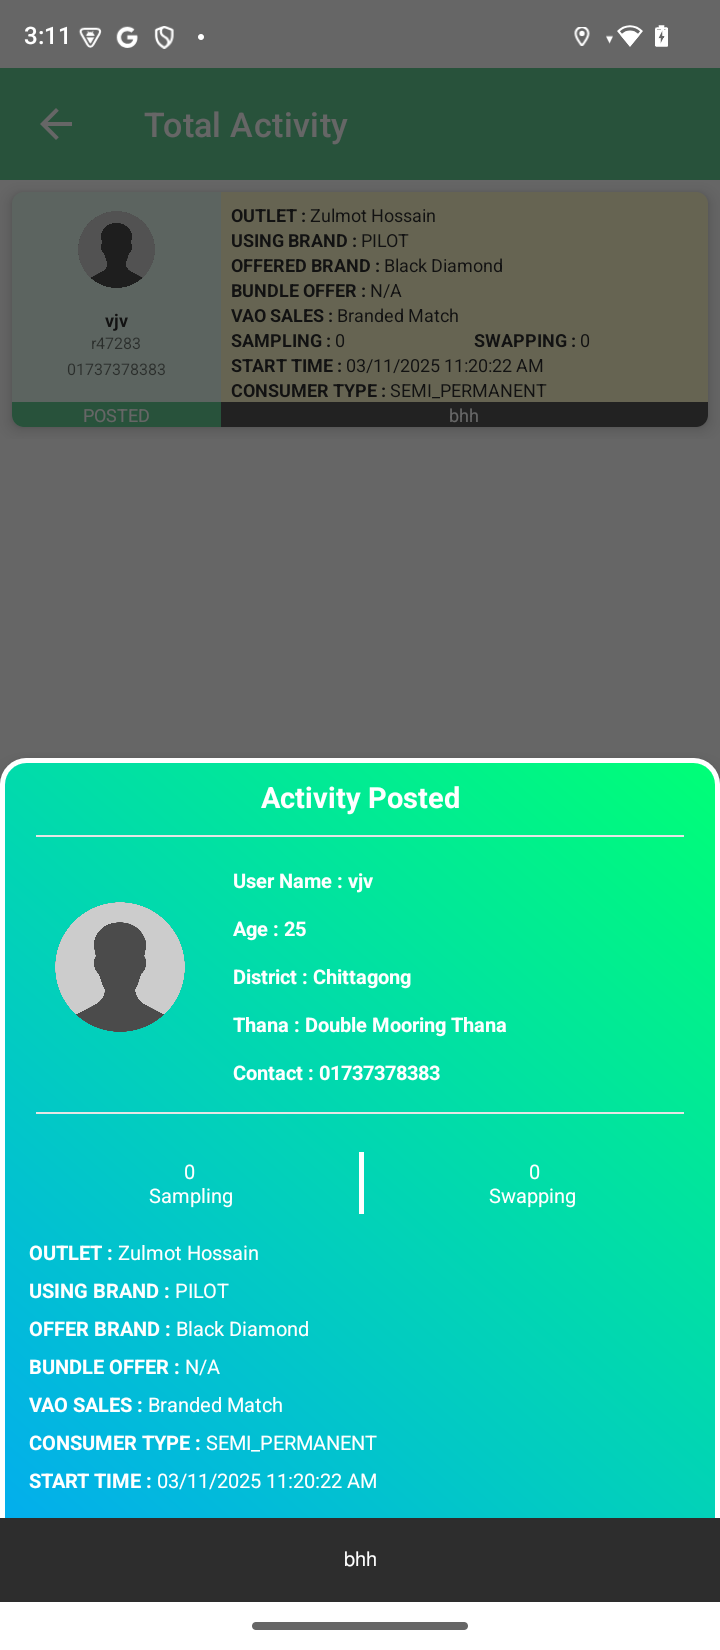 3:11
Total Activity
vjv
r47283
01737378383
POSTED
OUTLET : Zulmot Hossain
USING BRAND : PILOT
OFFERED BRAND : Black Diamond
BUNDLE OFFER : N/A
VAO SALES : Branded Match
SAMPLING : 0 SWAPPING : 0
START TIME : 03/11/2025 11:20:22 AM
CONSUMER TYPE : SEMI_PERMANENT
bhh
Activity Posted
User Name : vjv
Age : 25
District : Chittagong
Thana : Double Mooring Thana
Contact : 01737378383
0
Sampling
0
Swapping
OUTLET : Zulmot Hossain
USING BRAND : PILOT
OFFER BRAND : Black Diamond
BUNDLE OFFER : N/A
VAO SALES : Branded Match
CONSUMER TYPE : SEMI_PERMANENT
START TIME : 03/11/2025 11:20:22 AM
bhh